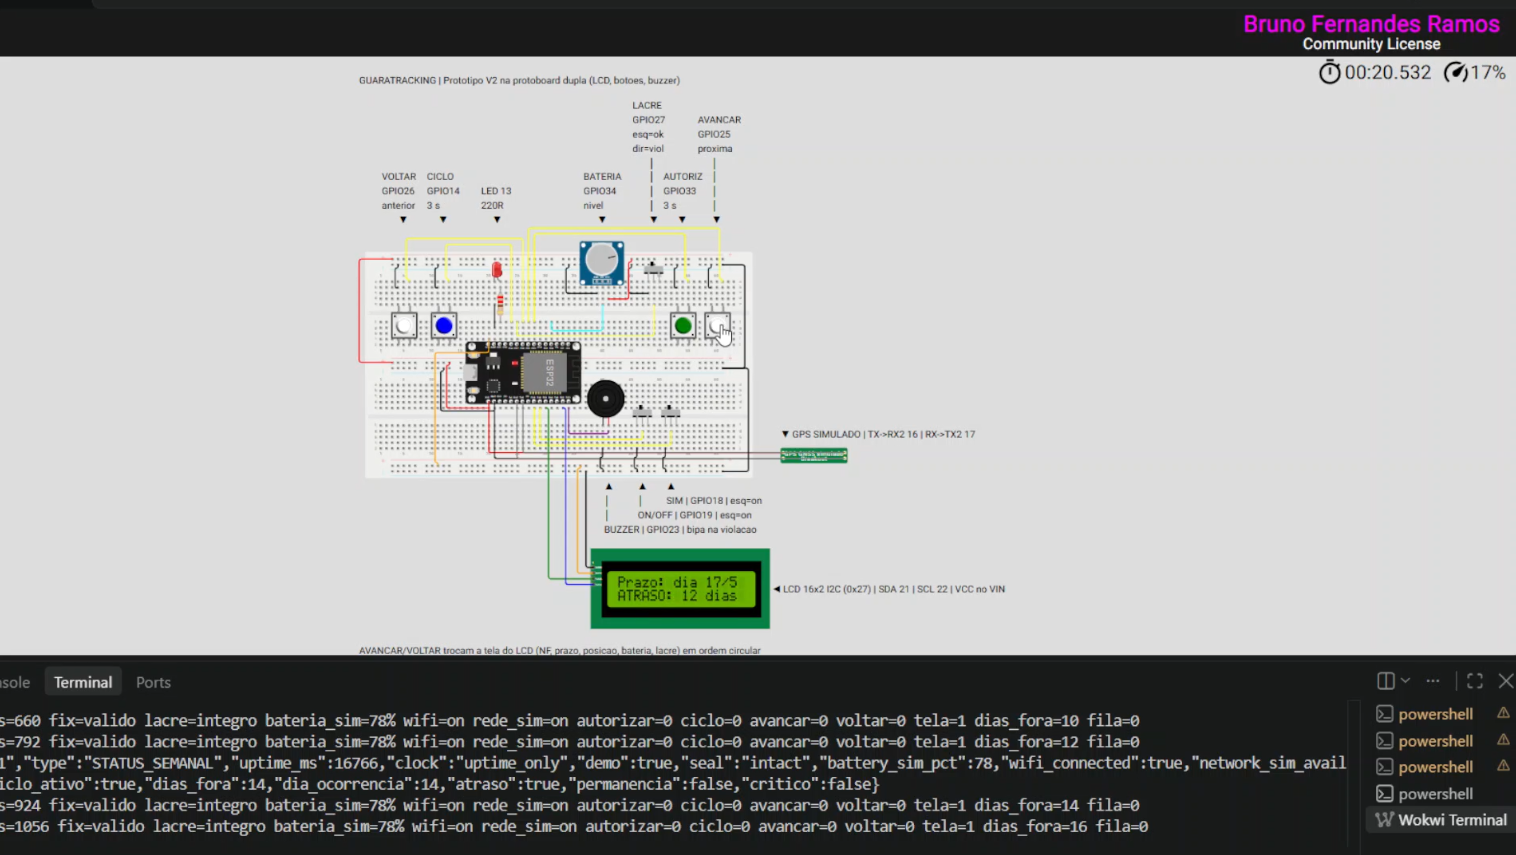 Bruno Fernandes Ramos
Community License
00:20.532 17%
GUARATRACKING | Prototipo V2 na protoboard dupla (LCD, botoes, buzzer)
LACRE
GPIO27
esq=ok
dir=viol
AVANCAR
GPIO25
proxima
VOLTAR
GPIO26
anterior
CICLO
GPIO14
3 s
LED 13
220R
BATERIA
GPIO34
nivel
AUTORIZ
GPIO33
3 s
ESP32
GPS SIMULADO | TX->RX2 16 | RX->TX2 17
SIM | GPIO18 | esq=on
ON/OFF | GPIO19 | esq=on
BUZZER | GPIO23 | bipa na violacao
Prazo: dia 17/5
ATRASO: 12 dias
LCD 16x2 I2C (0x27) | SDA 21 | SCL 22 | VCC no VIN
AVANCAR/VOLTAR trocam a tela do LCD (NF, prazo, posicao, bateria, lacre) em ordem circular
nsole Terminal Ports
s=660 fix=valido lacre=integro bateria_sim=78% wifi=on rede_sim=on autorizar=0 ciclo=0 avancar=0 voltar=0 tela=1 dias_fora=10 fila=0
s=792 fix=valido lacre=integro bateria_sim=78% wifi=on rede_sim=on autorizar=0 ciclo=0 avancar=0 voltar=0 tela=1 dias_fora=12 fila=0
1","type":"STATUS_SEMANAL","uptime_ms":16766,"clock":"uptime_only","demo":true,"seal":"intact","battery_sim_pct":78,"wifi_connected":true,"network_sim_avail
iclo_ativo":true,"dias_fora":14,"dia_ocorrencia":14,"atraso":true,"permanencia":false,"critico":false}
s=924 fix=valido lacre=integro bateria_sim=78% wifi=on rede_sim=on autorizar=0 ciclo=0 avancar=0 voltar=0 tela=1 dias_fora=14 fila=0
s=1056 fix=valido lacre=integro bateria_sim=78% wifi=on rede_sim=on autorizar=0 ciclo=0 avancar=0 voltar=0 tela=1 dias_fora=16 fila=0
powershell
powershell
powershell
powershell
Wokwi Terminal